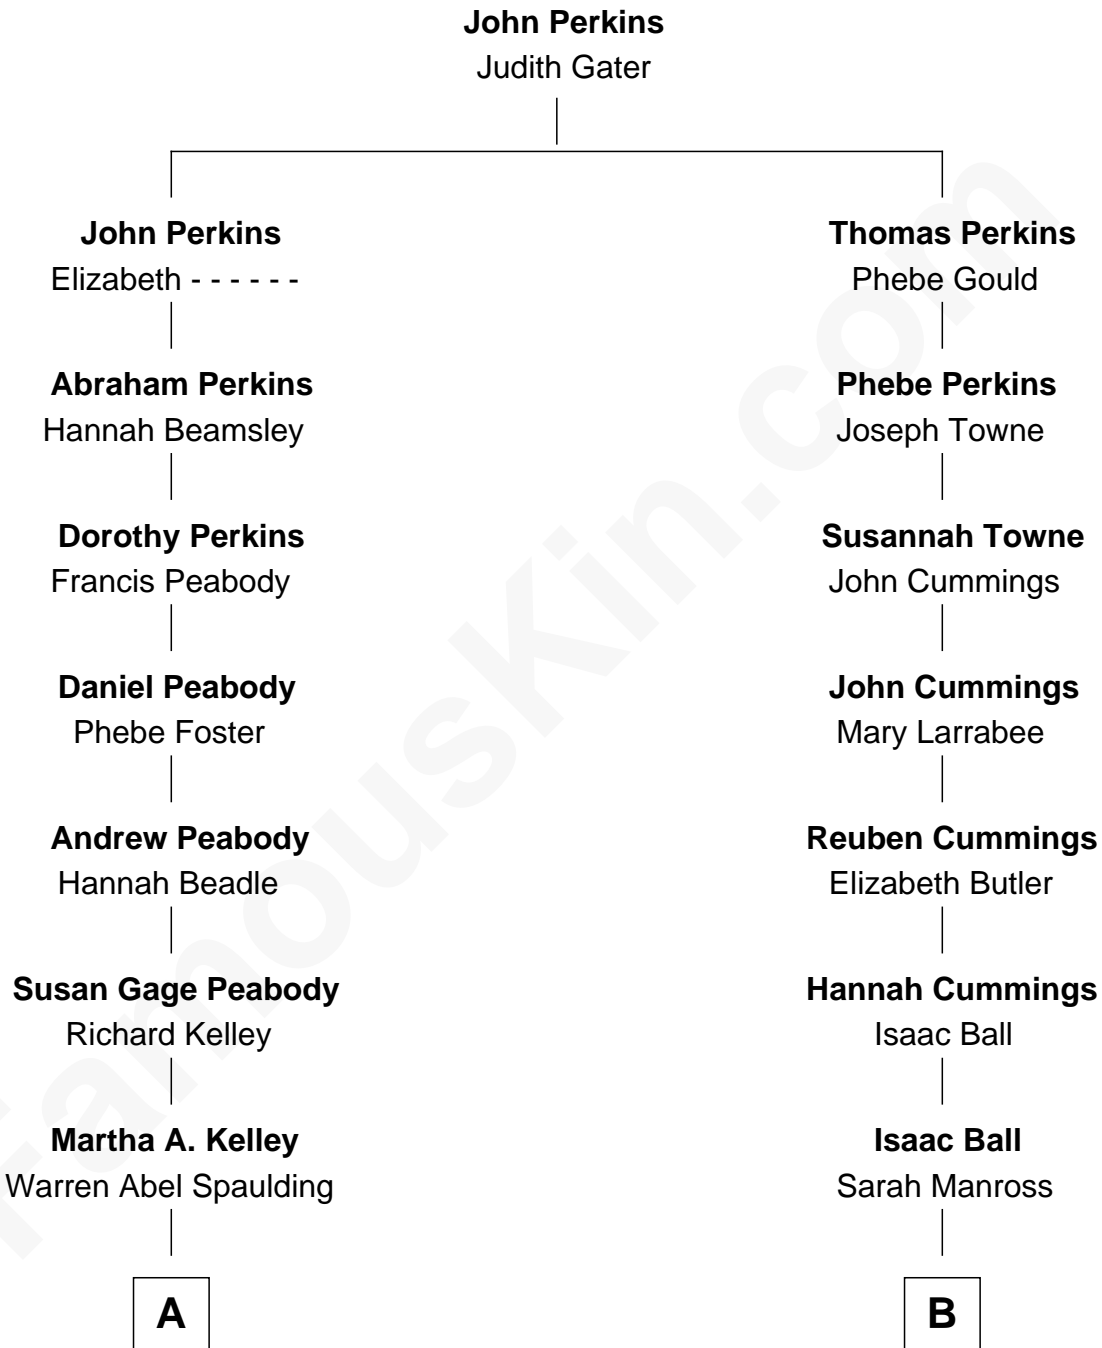 John Perkins
Judith Gater
John Perkins
Elizabeth - - - - - -
Thomas Perkins
Phebe Gould
Abraham Perkins
Hannah Beamsley
Phebe Perkins
Joseph Towne
Dorothy Perkins
Francis Peabody
Susannah Towne
John Cummings
Daniel Peabody
Phebe Foster
John Cummings
Mary Larrabee
Andrew Peabody
Hannah Beadle
Reuben Cummings
Elizabeth Butler
Susan Gage Peabody
Richard Kelley
Hannah Cummings
Isaac Ball
Martha A. Kelley
Warren Abel Spaulding
Isaac Ball
Sarah Manross
A
B
famouskin.com